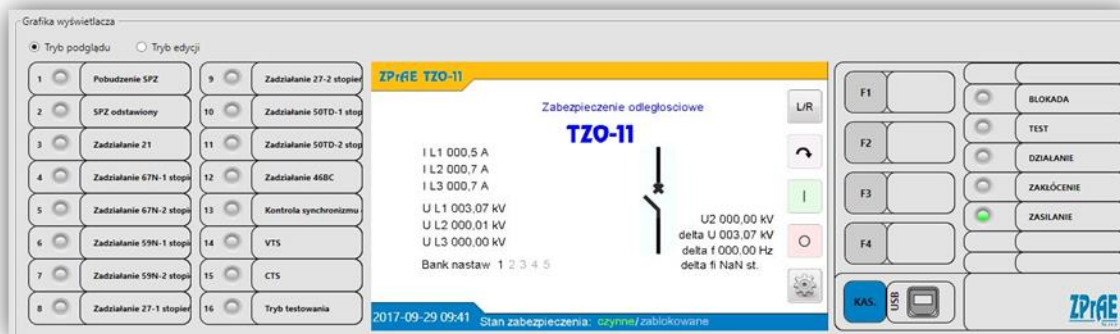 Grafika wyświetlacza
Tryb podglądu Tryb edycji
1 Pobudzenie SPZ
2 SPZ odstawiony
3 Zadziałanie 21
4 Zadziałanie 67N-1 stopi
5 Zadziałanie 67N-2 stopi
6 Zadziałanie 59N-1 stopi
7 Zadziałanie 59N-2 stopi
8 Zadziałanie 27-1 stopier
9 Zadziałanie 27-2 stopier
10 Zadziałanie 50TD-1 stop
11 Zadziałanie 50TD-2 stop
12 Zadziałanie 46BC
13 Kontrola synchronizmu
14 VTS
15 CTS
16 Tryb testowania
ZPrAE TZO-11
Zabezpieczenie odległosciowe
TZO-11
I L1 000,5 A
I L2 000,7 A
I L3 000,7 A
U L1 003,07 kV
U L2 000,01 kV
U L3 000,00 kV
Bank nastaw 1 2 3 4 5
U2 000,00 kV
delta U 003,07 kV
delta f 000,00 Hz
delta fi NaN st.
L/R
I
O
2017-09-29 09:41 Stan zabezpieczenia: czynne/zablokowane
F1
F2
F3
F4
KAS.
USB
BLOKADA
TEST
DZIAŁANIE
ZAKŁÓCENIE
ZASILANIE
ZPrAE